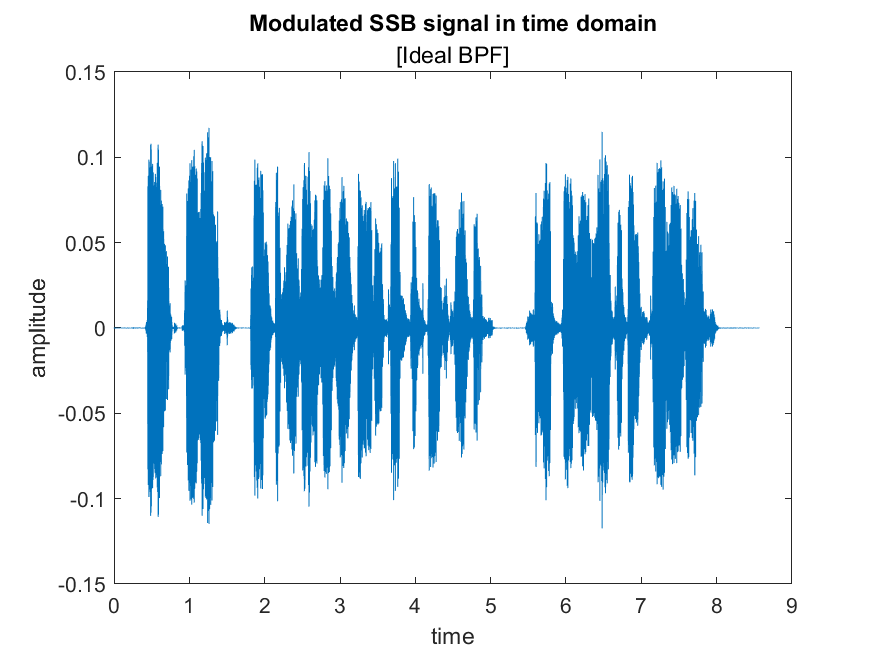 Modulated SSB signal in time domain
[Ideal BPF]
0.15
0.1
0.05
0
-0.05
-0.1
-0.15
amplitude
0 1 2 3 4 5 6 7 8 9
time